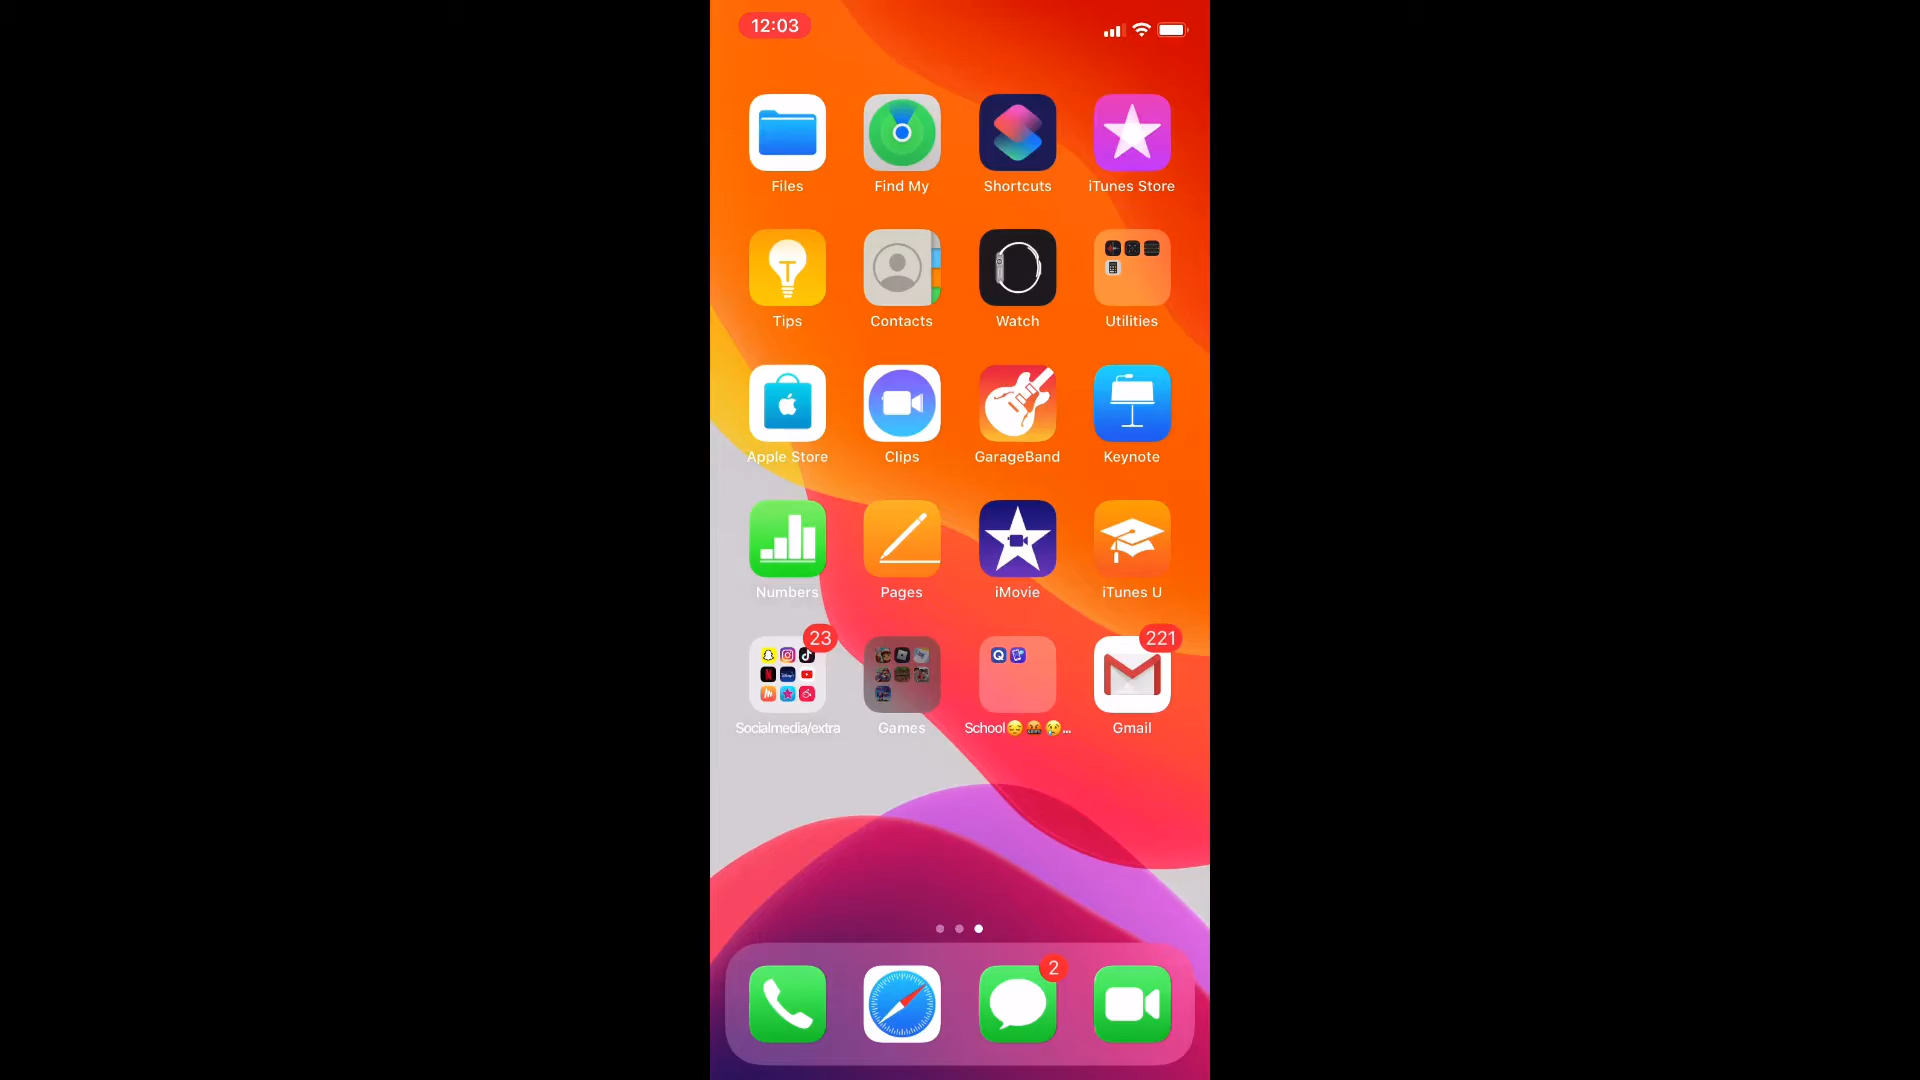 12:03
Files Find My Shortcuts iTunes Store
Tips Contacts Watch Utilities
Apple Store Clips GarageBand Keynote
Numbers Pages iMovie iTunes U
23 221
Socialmedia/extra Games School😔🤬😢... Gmail
2